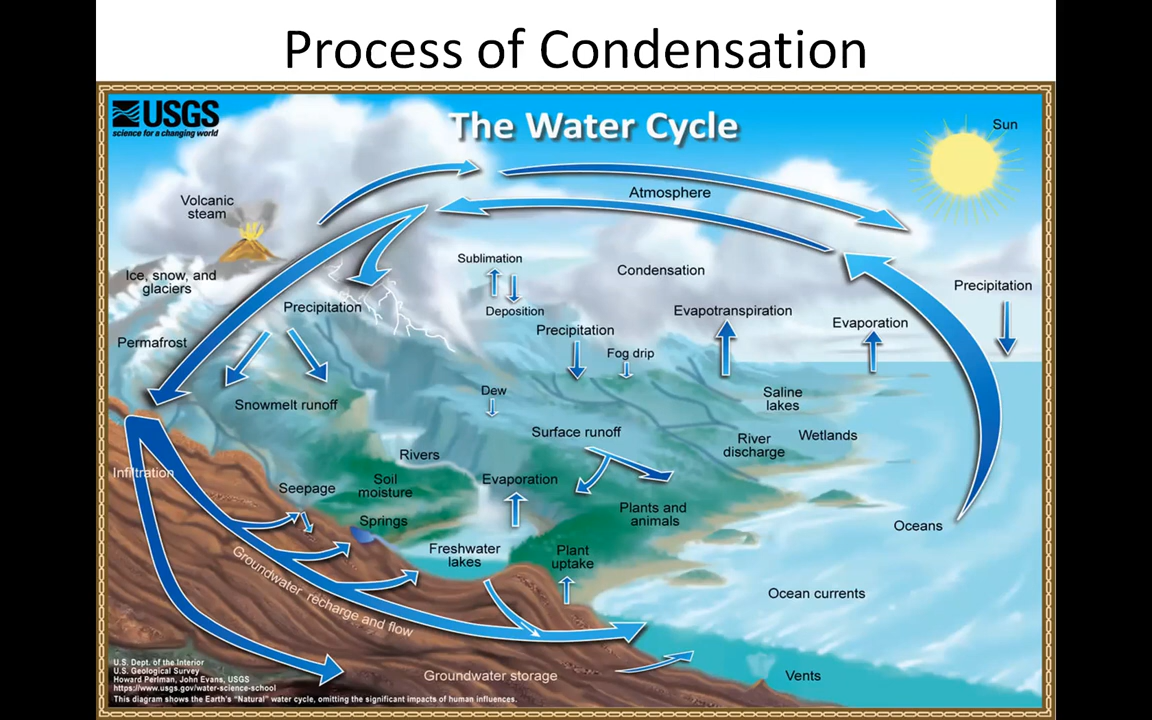 Process of Condensation
USGS
science for a changing world
The Water Cycle
Sun
Atmosphere
Volcanic
steam
Ice, snow, and
glaciers
Precipitation
Sublimation
Deposition
Condensation
Precipitation
Evapotranspiration
Evaporation
Precipitation
Permafrost
Fog drip
Snowmelt runoff
Dew
Saline
lakes
Surface runoff
River
discharge
Wetlands
Infiltration
Rivers
Seepage
Soil
moisture
Evaporation
Plants and
animals
Springs
Oceans
Freshwater
lakes
Plant
uptake
Groundwater recharge and flow
Ocean currents
Groundwater storage
Vents
U.S. Dept. of the Interior
U.S. Geological Survey
Howard Perlman, John Evans, USGS
https://www.usgs.gov/water-science-school
This diagram shows the Earth's "Natural" water cycle, omitting the significant impacts of human influences.